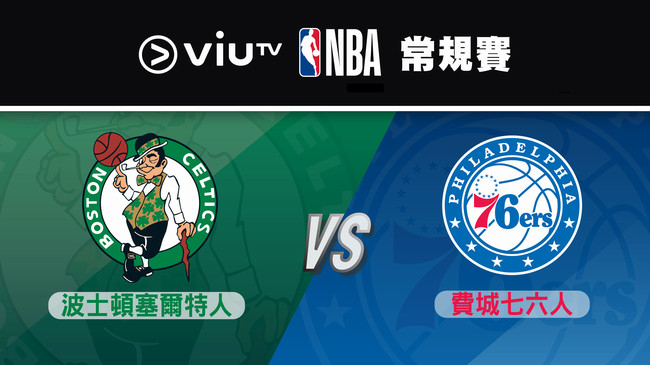 viuTV NBA 常規賽
BOSTON CELTICS
PHILADELPHIA
76ers
VS
波士頓塞爾特人
費城七六人